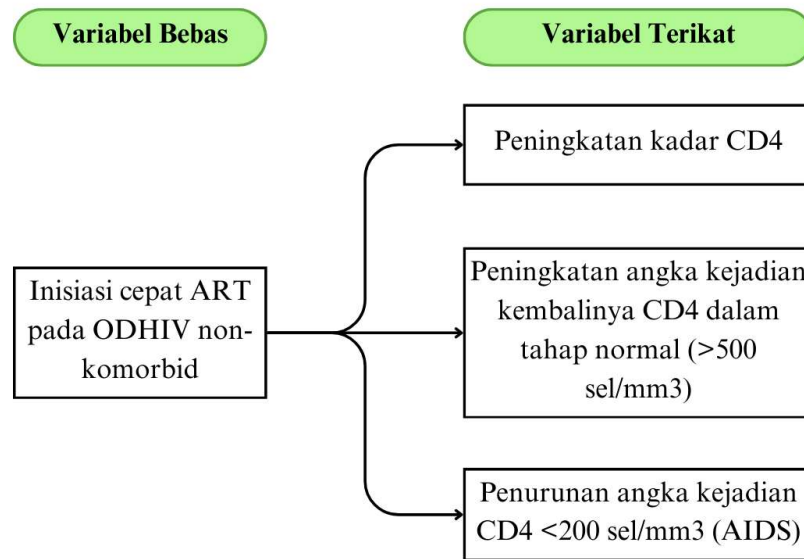 Variabel Bebas
Variabel Terikat
Peningkatan kadar CD4
Inisiasi cepat ART
pada ODHIV non-
komorbid
Peningkatan angka kejadian
kembalinya CD4 dalam
tahap normal (>500
sel/mm3)
Penurunan angka kejadian
CD4 <200 sel/mm3 (AIDS)